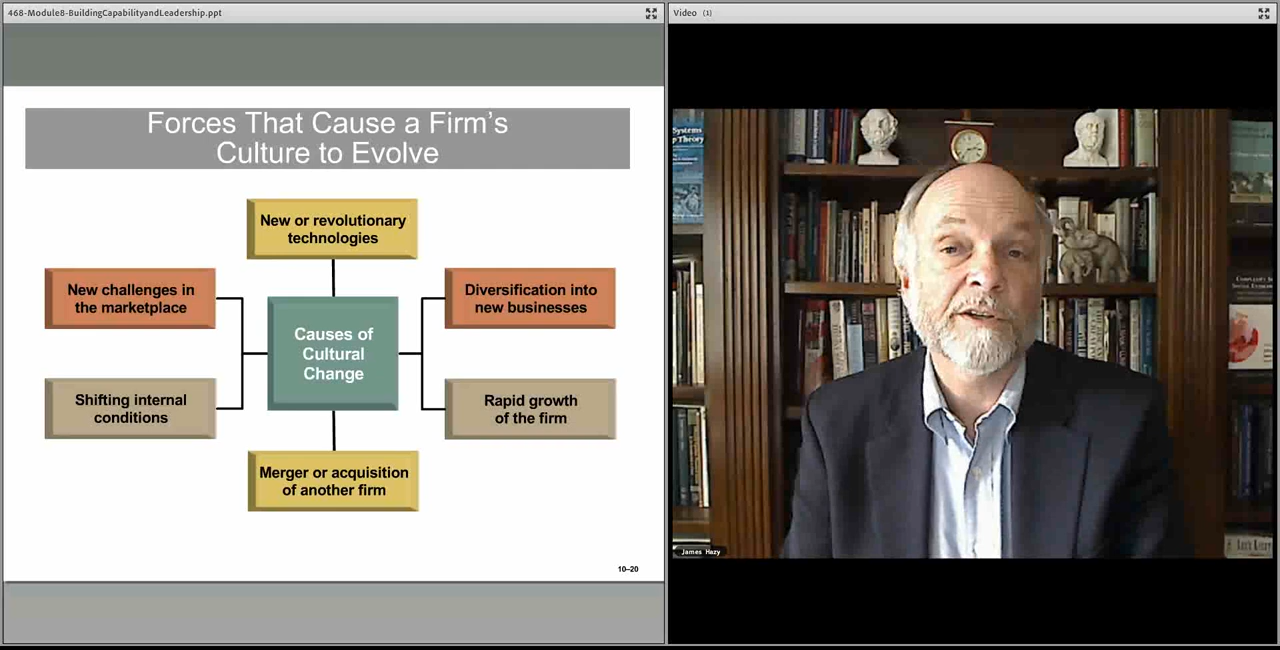 468-Module8-BuildingCapabilityandLeadership.ppt
Forces That Cause a Firm's
Culture to Evolve
New or revolutionary
technologies
New challenges in
the marketplace
Diversification into
new businesses
Causes of
Cultural
Change
Shifting internal
conditions
Rapid growth
of the firm
Merger or acquisition
of another firm
10–20
Video (1)
Systems
Theory
James Hazy